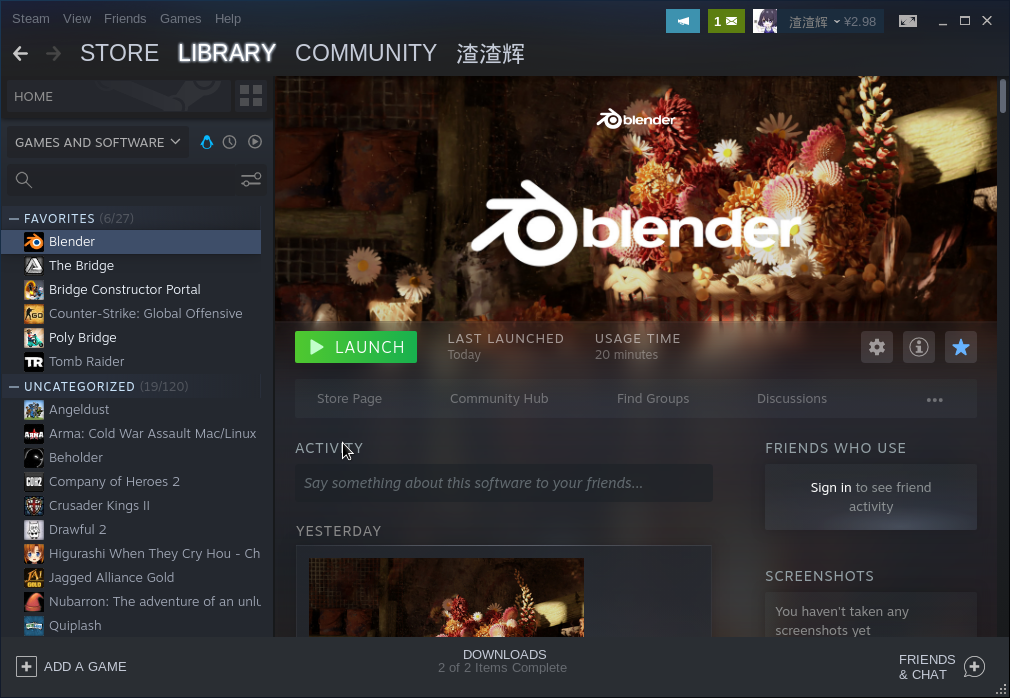 Steam View Friends Games Help
1 渣渣辉 ¥2.98
STORE LIBRARY COMMUNITY 渣渣辉
HOME
GAMES AND SOFTWARE
FAVORITES (6/27)
Blender
The Bridge
Bridge Constructor Portal
Counter-Strike: Global Offensive
Poly Bridge
Tomb Raider
UNCATEGORIZED (19/120)
Angeldust
Arma: Cold War Assault Mac/Linux
Beholder
Company of Heroes 2
Crusader Kings II
Drawful 2
Higurashi When They Cry Hou - Ch
Jagged Alliance Gold
Nubarron: The adventure of an unlu
Quiplash
blender
blender
LAUNCH
LAST LAUNCHED
Today
USAGE TIME
20 minutes
Store Page Community Hub Find Groups Discussions
ACTIVITY
Say something about this software to your friends...
YESTERDAY
FRIENDS WHO USE
Sign in to see friend
activity
SCREENSHOTS
You haven't taken any
screenshots yet
ADD A GAME
DOWNLOADS
2 of 2 Items Complete
FRIENDS
& CHAT